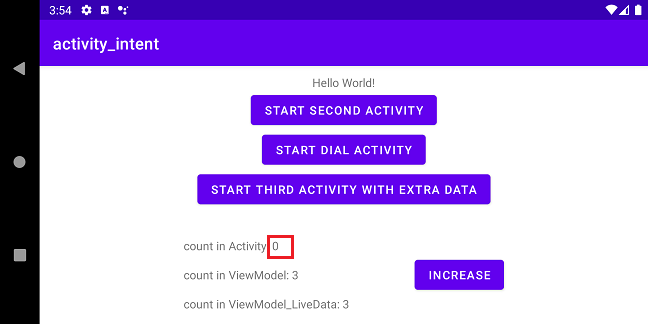 3:54
activity_intent
Hello World!
START SECOND ACTIVITY
START DIAL ACTIVITY
START THIRD ACTIVITY WITH EXTRA DATA
count in Activity 0
count in ViewModel: 3
INCREASE
count in ViewModel_LiveData: 3